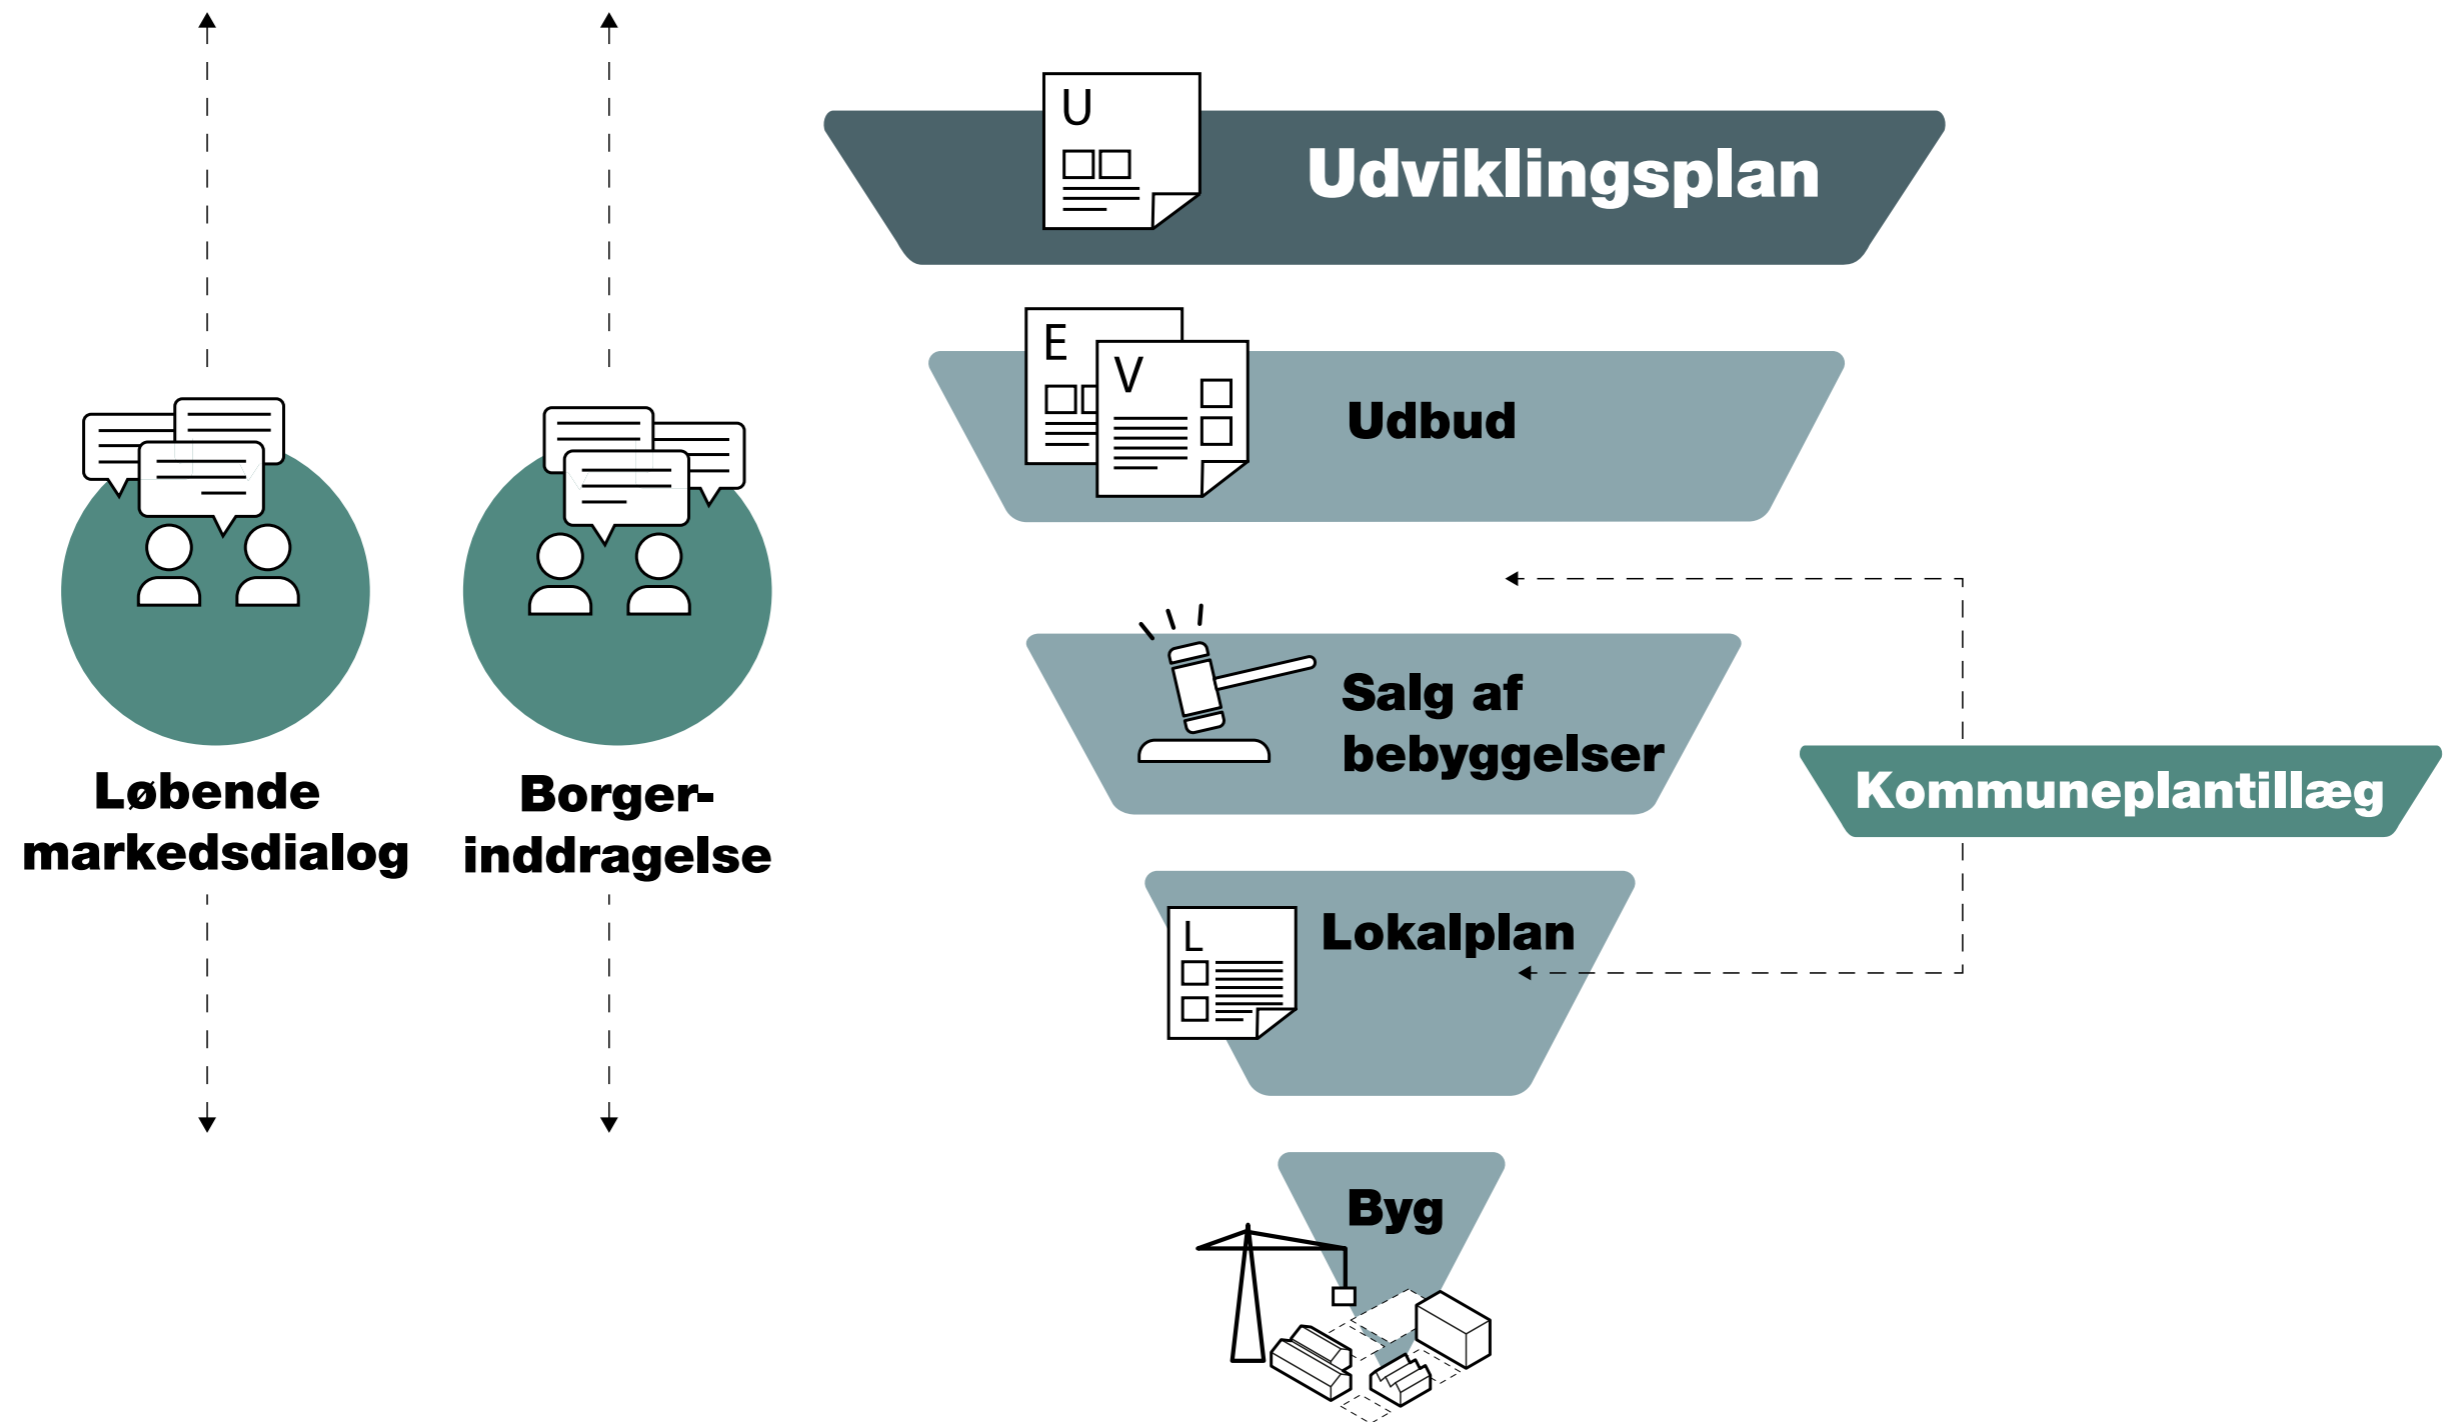 U
Udviklingsplan
E
V
Udbud
Salg af
bebyggelser
Kommuneplantillæg
Løbende
markedsdialog
Borger-
inddragelse
L
Lokalplan
Byg